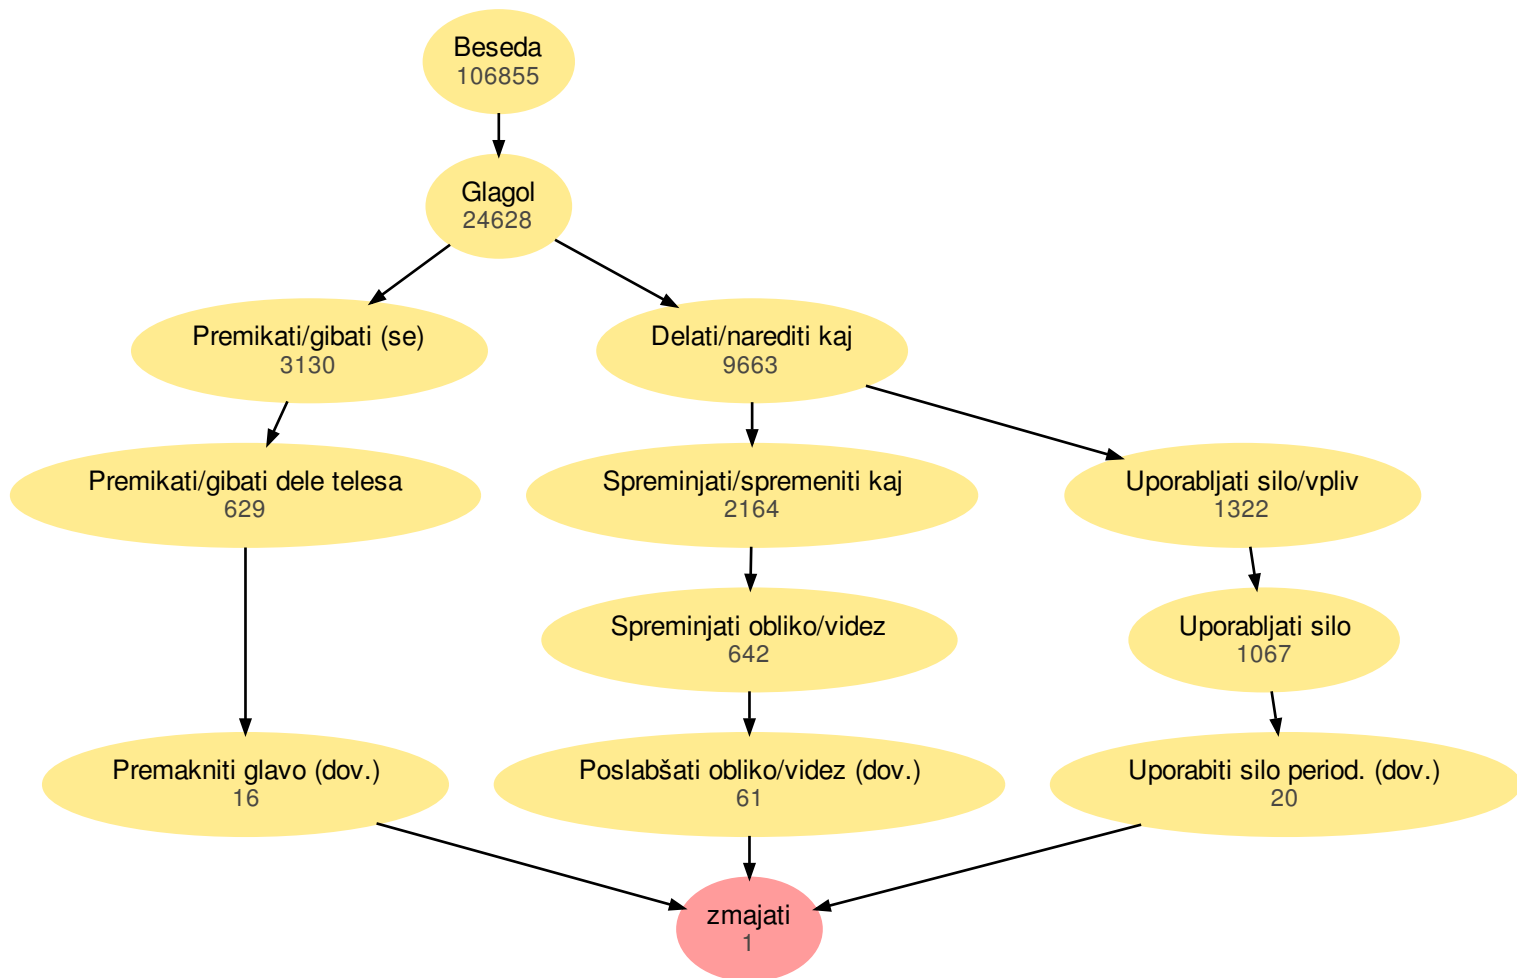 Beseda
106855
Glagol
24628
Premikati/gibati (se)
3130
Delati/narediti kaj
9663
Premikati/gibati dele telesa
629
Spreminjati/spremeniti kaj
2164
Uporabljati silo/vpliv
1322
Spreminjati obliko/videz
642
Uporabljati silo
1067
Premakniti glavo (dov.)
16
Poslabšati obliko/videz (dov.)
61
Uporabiti silo period. (dov.)
20
zmajati
1